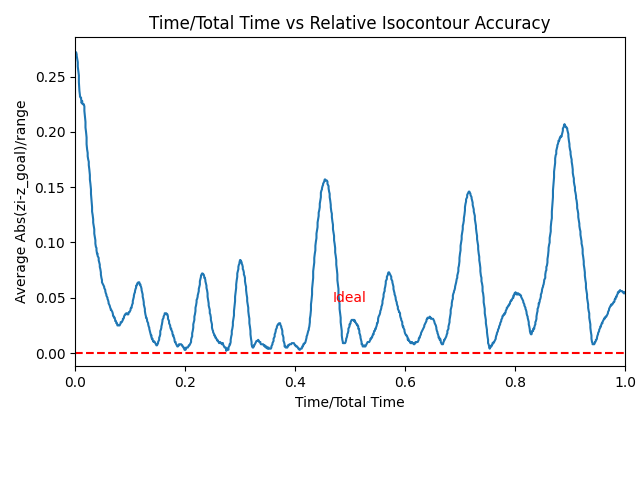 Time/Total Time vs Relative Isocontour Accuracy
Average Abs(zi-z_goal)/range
0.25
0.20
0.15
0.10
0.05
0.00
Ideal
0.0 0.2 0.4 0.6 0.8 1.0
Time/Total Time